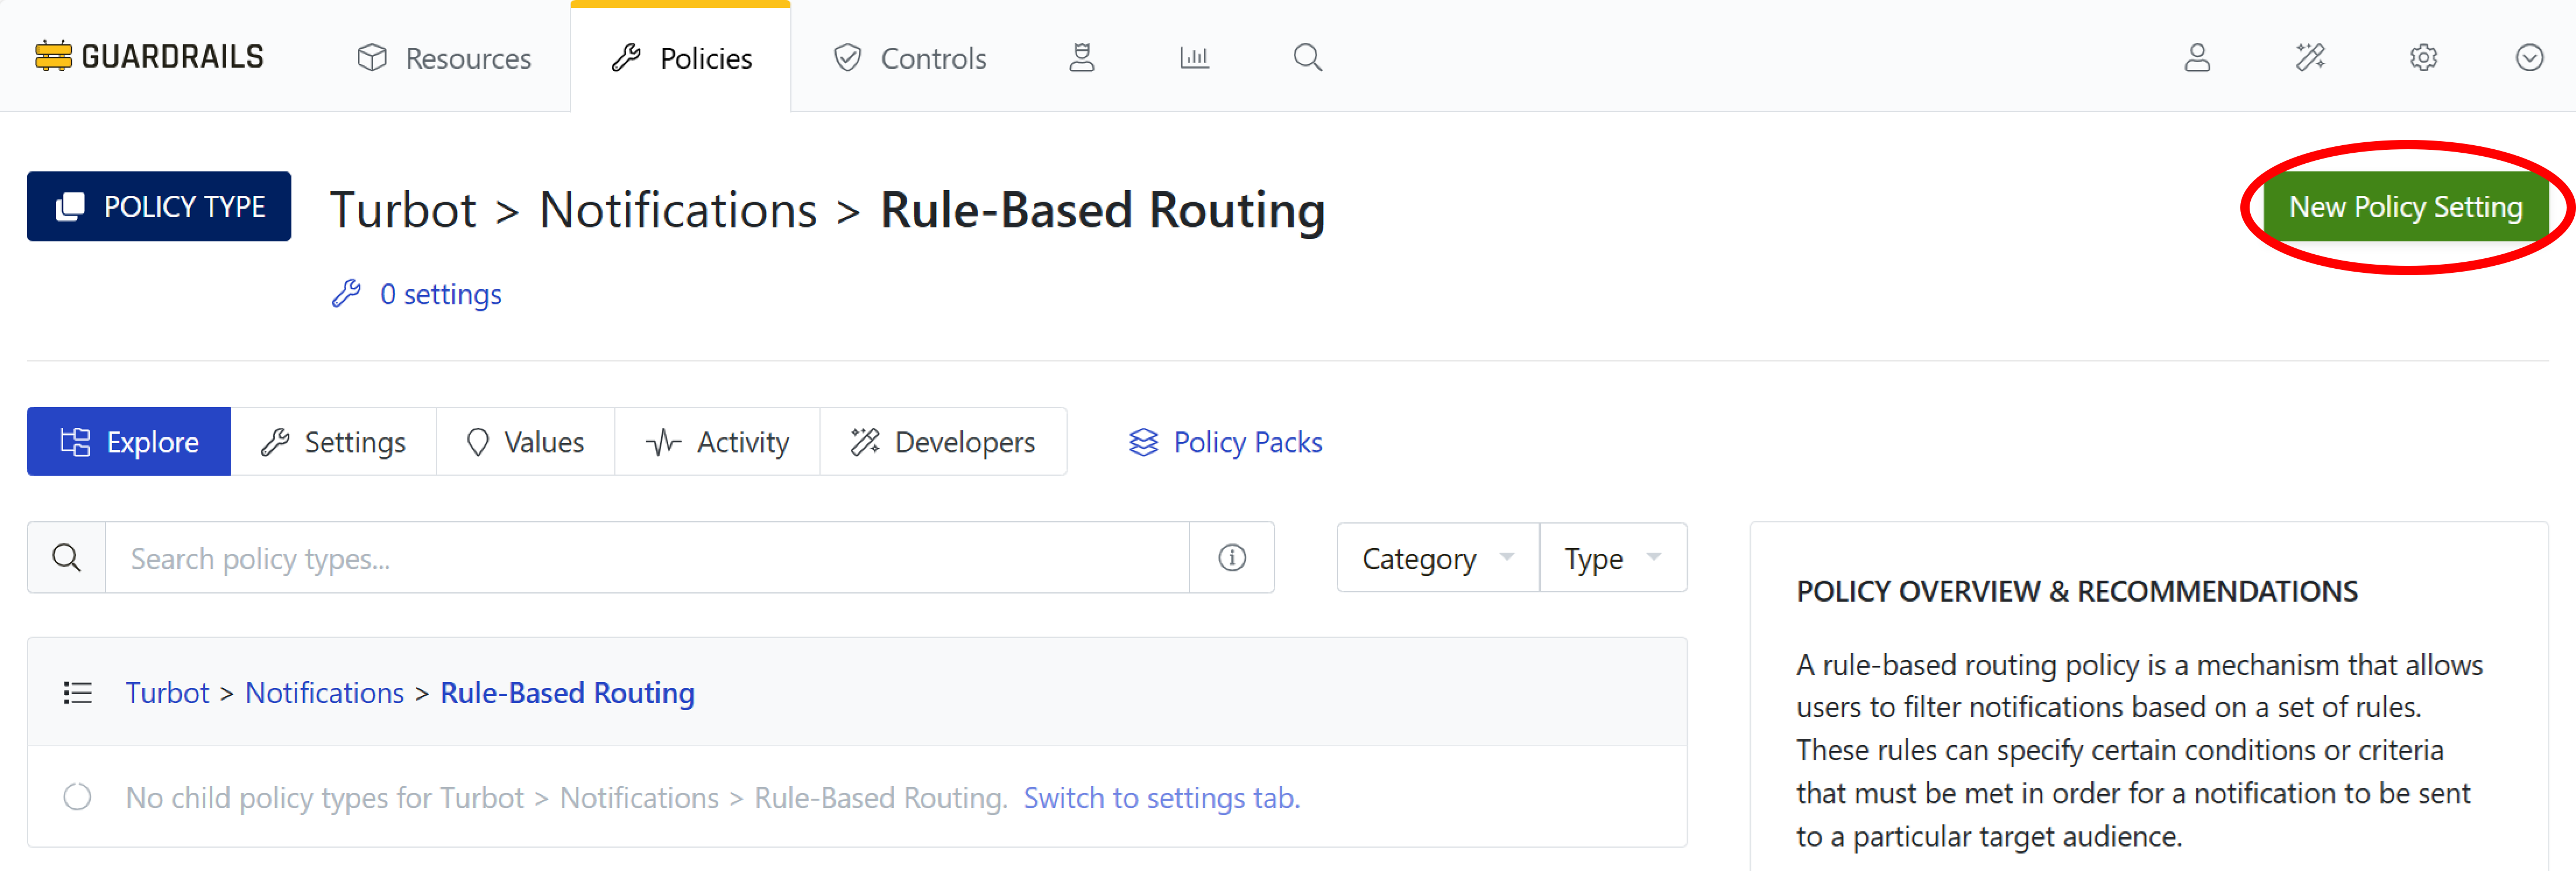 GUARDRAILS Resources Policies Controls
POLICY TYPE Turbot > Notifications > Rule-Based Routing New Policy Setting
0 settings
Explore Settings Values Activity Developers Policy Packs
Search policy types... Category Type
POLICY OVERVIEW & RECOMMENDATIONS
Turbot > Notifications > Rule-Based Routing
No child policy types for Turbot > Notifications > Rule-Based Routing. Switch to settings tab.
A rule-based routing policy is a mechanism that allows
users to filter notifications based on a set of rules.
These rules can specify certain conditions or criteria
that must be met in order for a notification to be sent
to a particular target audience.